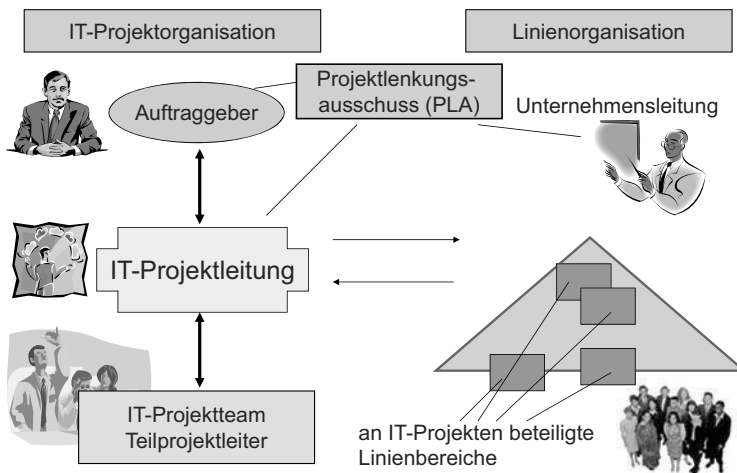 IT-Projektorganisation
Linienorganisation
Projektlenkungs-
ausschuss (PLA)
Auftraggeber
Unternehmensleitung
IT-Projektleitung
IT-Projektteam
Teilprojektleiter
an IT-Projekten beteiligte
Linienbereiche